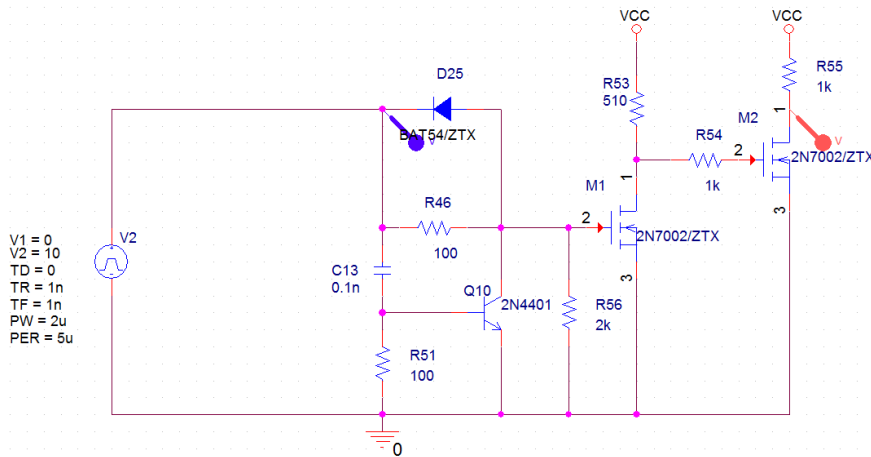 VCC
VCC
D25
R55
1k
R53
510
BAT54/ZTX
V
M2
1
R54
2
V
2N7002/ZTX
1k
1
M1
R46
2
3
V1 = 0
V2 = 10
TD = 0
TR = 1n
TF = 1n
PW = 2u
PER = 5u
V2
100
2N7002/ZTX
C13
0.1n
3
Q10
2N4401
R56
2k
R51
100
0